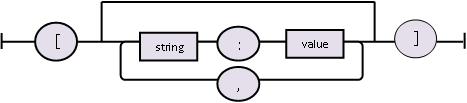 [ string : value ]
,